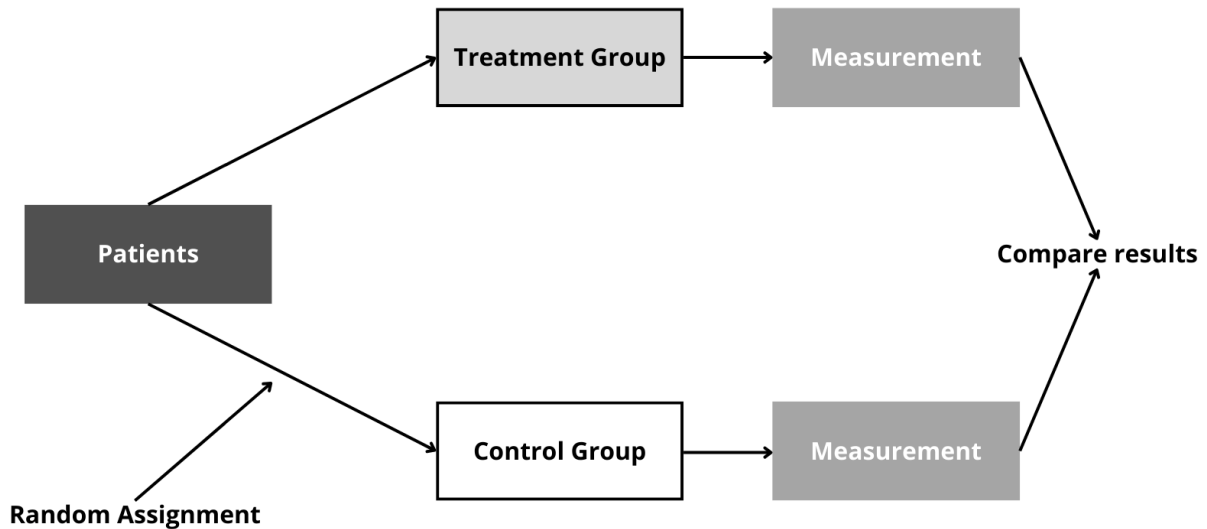 Treatment Group
Measurement
Patients
Compare results
Control Group
Measurement
Random Assignment